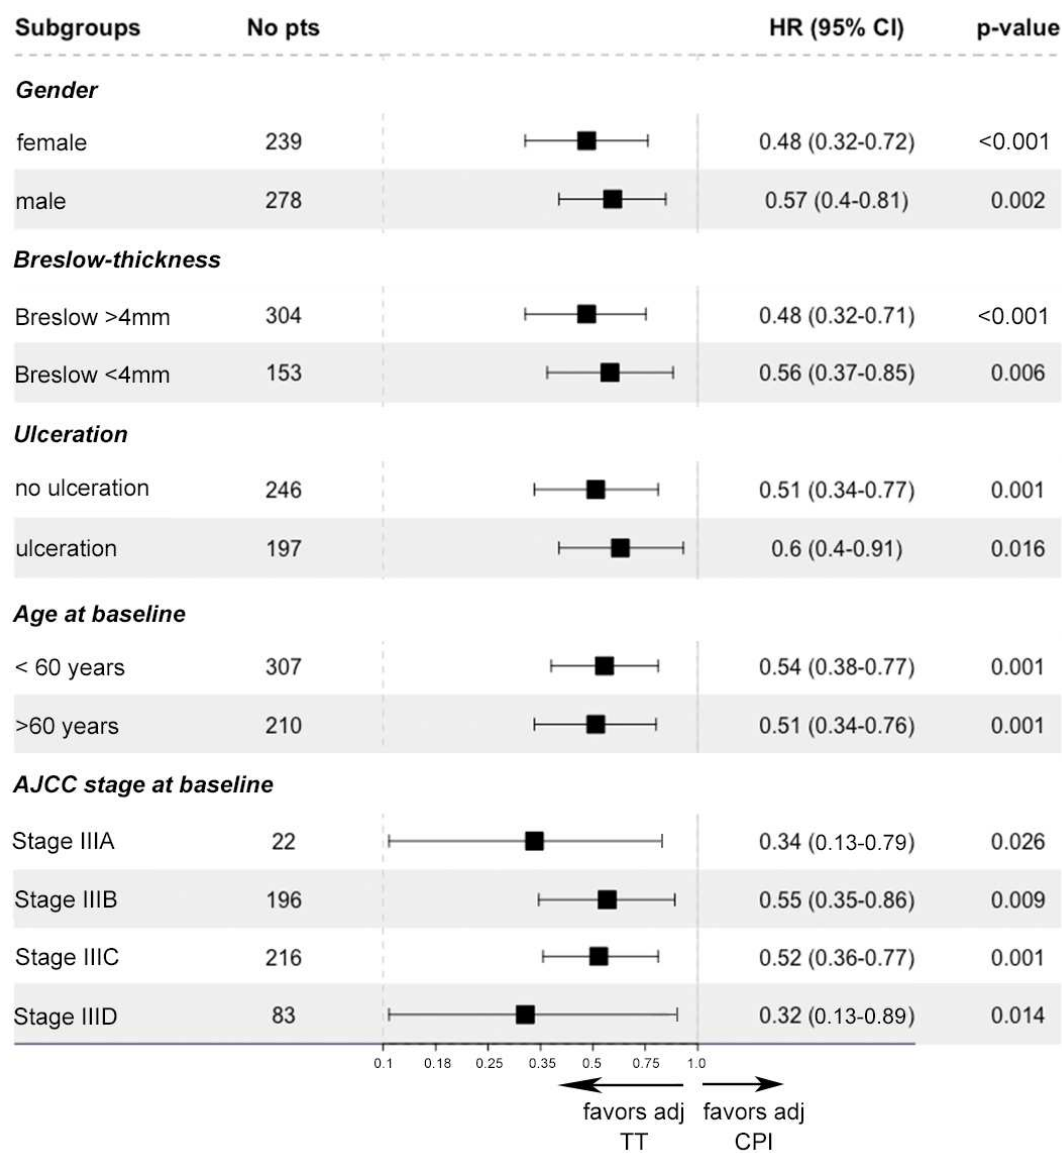 Subgroups No pts HR (95% CI) p-value
Gender
female 239 0.48 (0.32-0.72) <0.001
male 278 0.57 (0.4-0.81) 0.002
Breslow-thickness
Breslow >4mm 304 0.48 (0.32-0.71) <0.001
Breslow <4mm 153 0.56 (0.37-0.85) 0.006
Ulceration
no ulceration 246 0.51 (0.34-0.77) 0.001
ulceration 197 0.6 (0.4-0.91) 0.016
Age at baseline
< 60 years 307 0.54 (0.38-0.77) 0.001
>60 years 210 0.51 (0.34-0.76) 0.001
AJCC stage at baseline
Stage IIIA 22 0.34 (0.13-0.79) 0.026
Stage IIIB 196 0.55 (0.35-0.86) 0.009
Stage IIIC 216 0.52 (0.36-0.77) 0.001
Stage IIID 83 0.32 (0.13-0.89) 0.014
0.1 0.18 0.25 0.35 0.5 0.75 1.0
favors adj favors adj
TT CPI